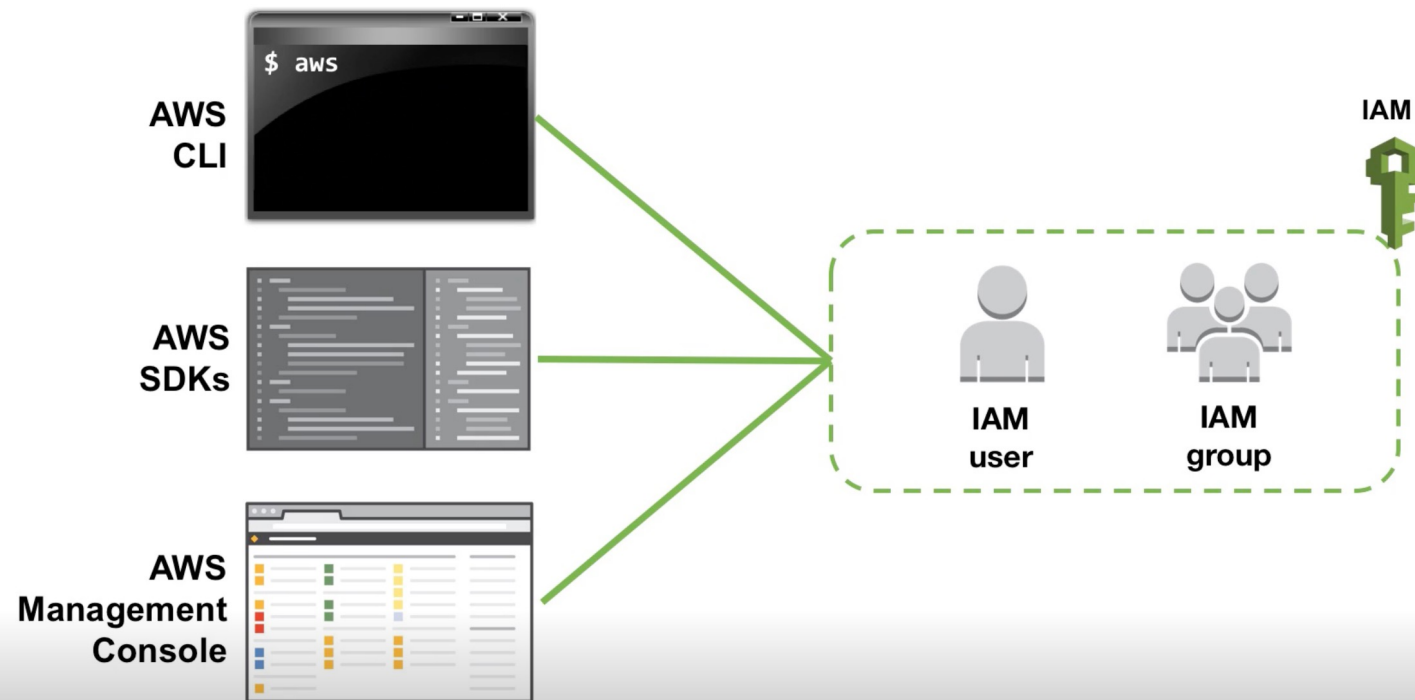 $ aws
AWS
CLI
AWS
SDKs
AWS
Management
Console
IAM
IAM
user
IAM
group